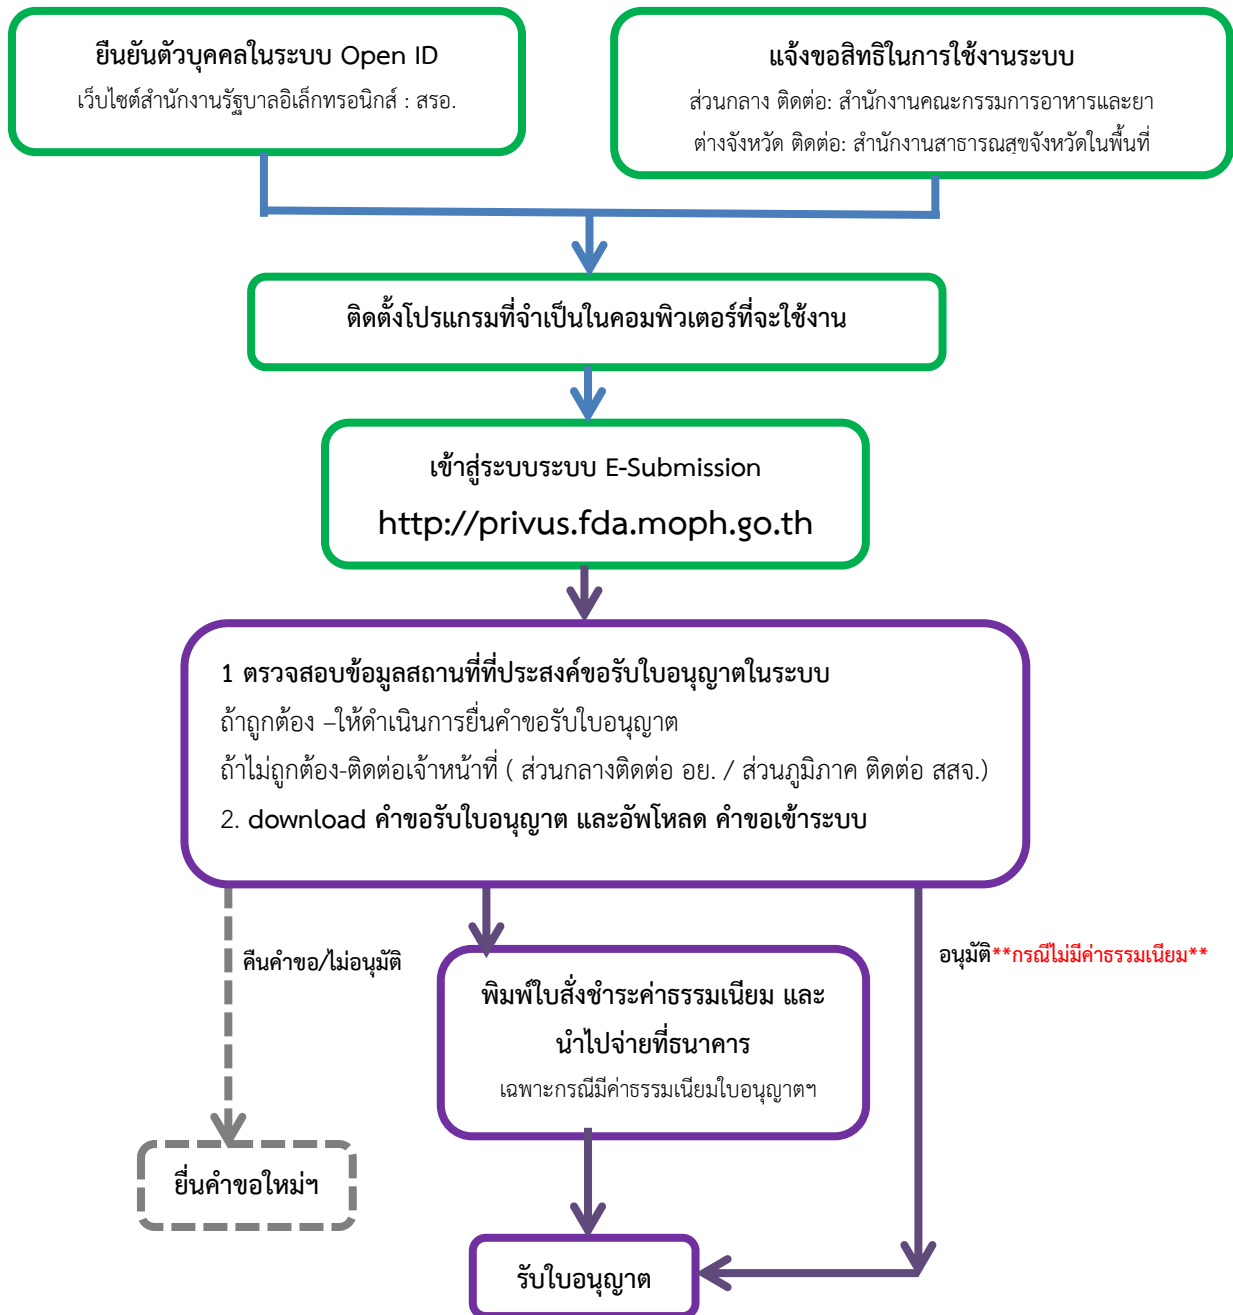 ยืนยันตัวบุคคลในระบบ Open ID
เว็บไซต์สำนักงานรัฐบาลอิเล็กทรอนิกส์ : สรอ.
แจ้งขอสิทธิในการใช้งานระบบ
ส่วนกลาง ติดต่อ: สำนักงานคณะกรรมการอาหารและยา
ต่างจังหวัด ติดต่อ: สำนักงานสาธารณสุขจังหวัดในพื้นที่
ติดตั้งโปรแกรมที่จำเป็นในคอมพิวเตอร์ที่จะใช้งาน
เข้าสู่ระบบระบบ E-Submission
http://privus.fda.moph.go.th
1 ตรวจสอบข้อมูลสถานที่ที่ประสงค์ขอรับใบอนุญาตในระบบ
ถ้าถูกต้อง –ให้ดำเนินการยื่นคำขอรับใบอนุญาต
ถ้าไม่ถูกต้อง-ติดต่อเจ้าหน้าที่ ( ส่วนกลางติดต่อ อย. / ส่วนภูมิภาค ติดต่อ สสจ.)
2. download คำขอรับใบอนุญาต และอัพโหลด คำขอเข้าระบบ
คืนคำขอ/ไม่อนุมัติ
อนุมัติ**กรณีไม่มีค่าธรรมเนียม**
พิมพ์ใบสั่งชำระค่าธรรมเนียม และ
นำไปจ่ายที่ธนาคาร
เฉพาะกรณีมีค่าธรรมเนียมใบอนุญาตฯ
ยื่นคำขอใหม่ฯ
รับใบอนุญาต